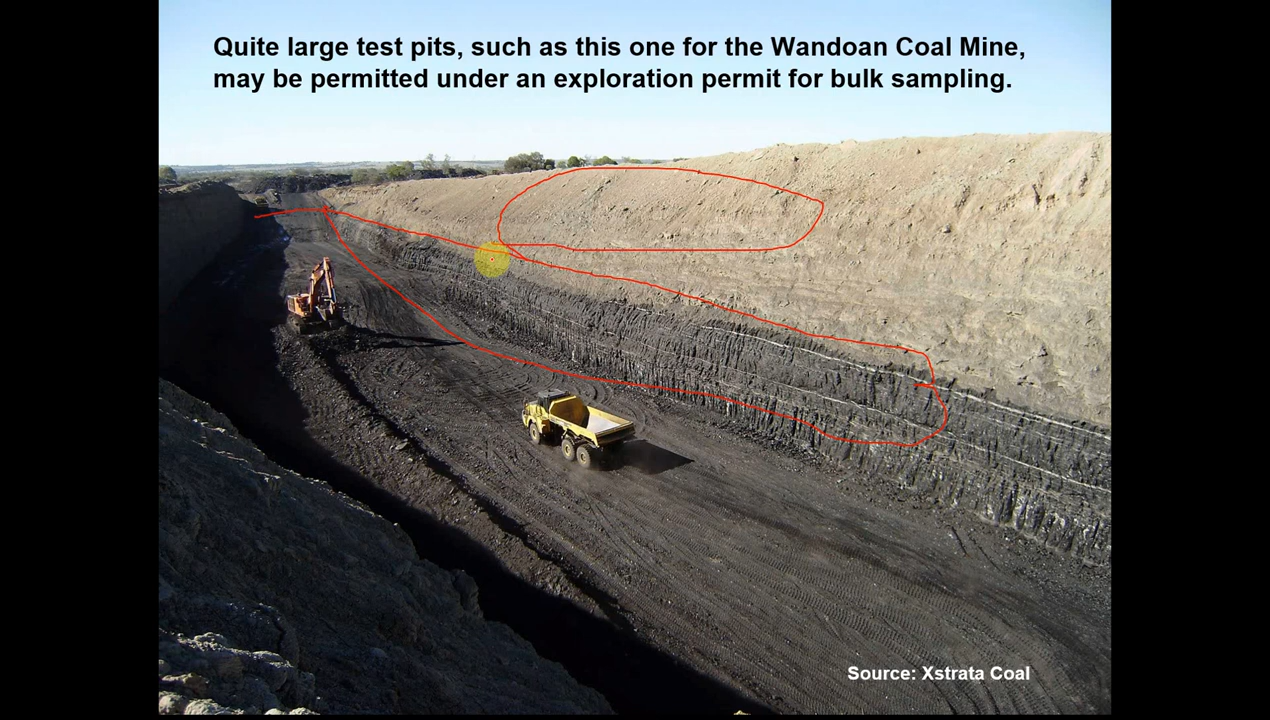 Quite large test pits, such as this one for the Wandoan Coal Mine,
may be permitted under an exploration permit for bulk sampling.
Source: Xstrata Coal